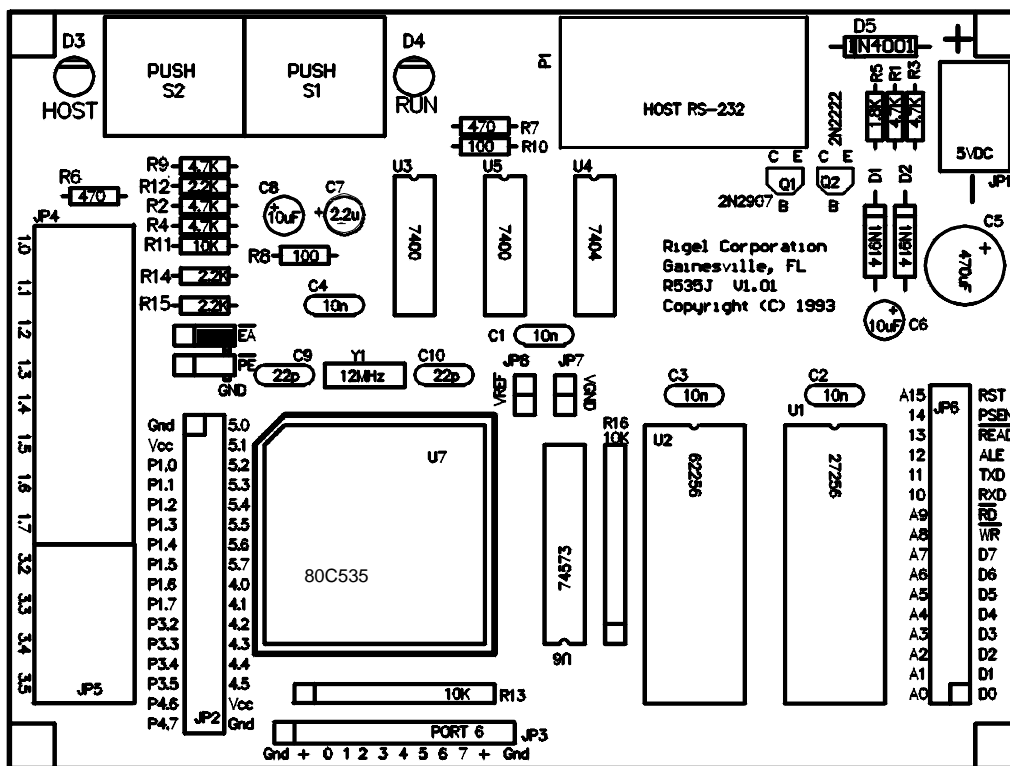 D3
HOST
PUSH
S2
PUSH
S1
D4
RUN
P1
HOST RS-232
D5
1N4001
+
R5
R1
R3
1.8K
4.7K
4.7K
2N2222
5VDC
JP1
470 R7
100 R10
C E
Q1
B
2N2907
C E
Q2
B
D1
D2
1N914
1N914
C5
+
470uF
+
10uF
C6
R6
470
R9 4.7K
R12 2.2K
R2 4.7K
R4 4.7K
R11 10K
R14 2.2K
R15 2.2K
C8
+
10uF
C7
+
2.2u
R8 100
C4
10n
U3
7400
U5
7400
U4
7404
Rigel Corporation
Gainesville, FL
R535J V1.01
Copyright (C) 1993
EA
PE
GND
C9
22p
Y1
12MHz
C10
22p
C1 10n
JP6
VREF
JP7
VGND
C3
10n
C2
10n
JP4
1.0
1.1
1.2
1.3
1.4
1.5
1.6
1.7
3.2
3.3
3.4
3.5
JP5
Gnd 5.0
Vcc 5.1
P1.0 5.2
P1.1 5.3
P1.2 5.4
P1.3 5.5
P1.4 5.6
P1.5 5.7
P1.6 4.0
P1.7 4.1
P3.2 4.2
P3.3 4.3
P3.4 4.4
P3.5 4.5
P4.6 Vcc
P4.7 Gnd
JP2
U7
80C535
74573
U6
R16
10K
U2
62256
U1
27256
JP6
A15 RST
14 PSEN
13 READ
12 ALE
11 TXD
10 RXD
A9 RD
A8 WR
A7 D7
A6 D6
A5 D5
A4 D4
A3 D3
A2 D2
A1 D1
A0 D0
10K R13
PORT 6 JP3
Gnd + 0 1 2 3 4 5 6 7 + Gnd